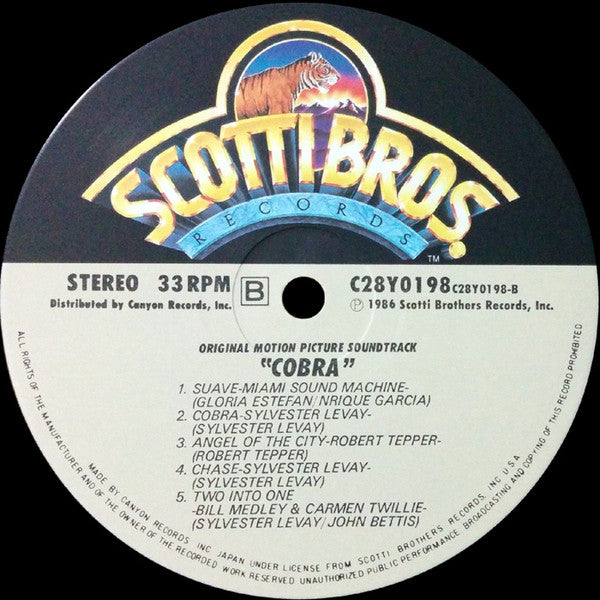 SCOTTI BROS.
RECORDS
TM
STEREO 33 RPM B C28Y0198 C28Y0198-B
Distributed by Canyon Records, Inc. Ⓟ 1986 Scotti Brothers Records, Inc.
ORIGINAL MOTION PICTURE SOUNDTRACK
"COBRA"
1. SUAVE-MIAMI SOUND MACHINE-
(GLORIA ESTEFAN/NRIQUE GARCIA)
2. COBRA-SYLVESTER LEVAY-
(SYLVESTER LEVAY)
3. ANGEL OF THE CITY-ROBERT TEPPER-
(ROBERT TEPPER)
4. CHASE-SYLVESTER LEVAY-
(SYLVESTER LEVAY)
5. TWO INTO ONE
-BILL MEDLEY & CARMEN TWILLIE-
(SYLVESTER LEVAY/JOHN BETTIS)
MADE BY CANYON RECORDS, INC. JAPAN UNDER LICENSE FROM SCOTTI BROTHERS RECORDS, INC. U.S.A.
ALL RIGHTS OF THE MANUFACTURER AND OF THE OWNER OF THE RECORDED WORK RESERVED UNAUTHORIZED PUBLIC PERFORMANCE BROADCASTING AND COPYING OF THIS RECORD PROHIBITED